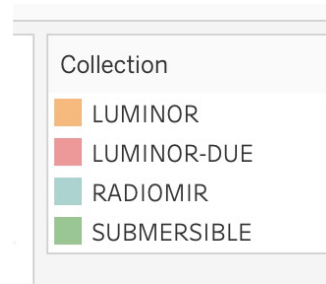 Collection
LUMINOR
LUMINOR-DUE
RADIOMIR
SUBMERSIBLE